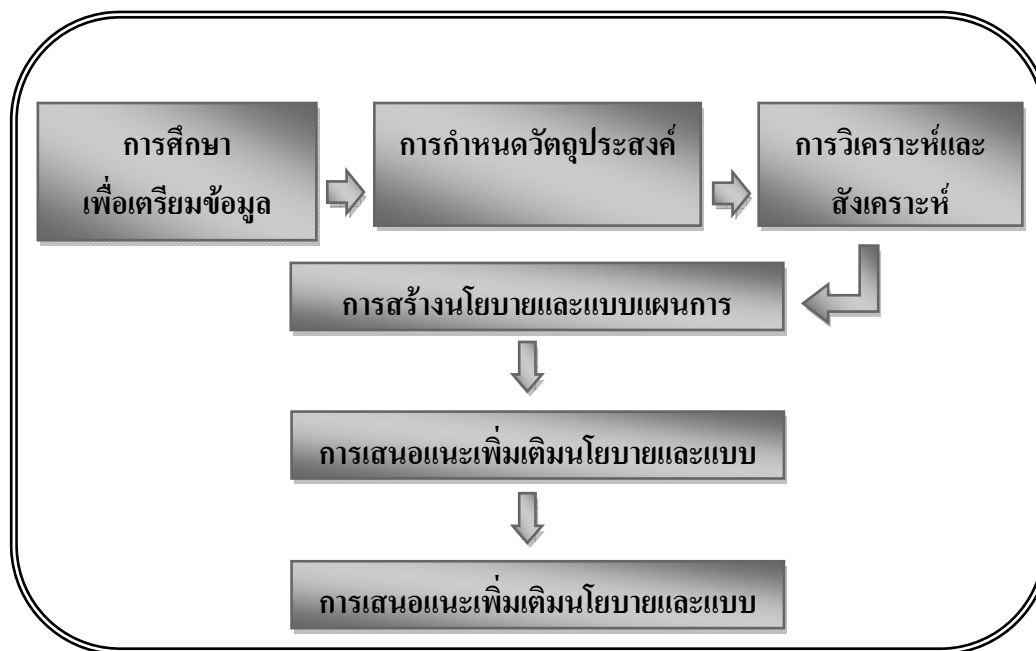 การศึกษา
เพื่อเตรียมข้อมูล
การกำหนดวัตถุประสงค์
การวิเคราะห์และ
สังเคราะห์
การสร้างนโยบายและแบบแผนการ
การเสนอแนะเพิ่มเติมนโยบายและแบบ
การเสนอแนะเพิ่มเติมนโยบายและแบบ